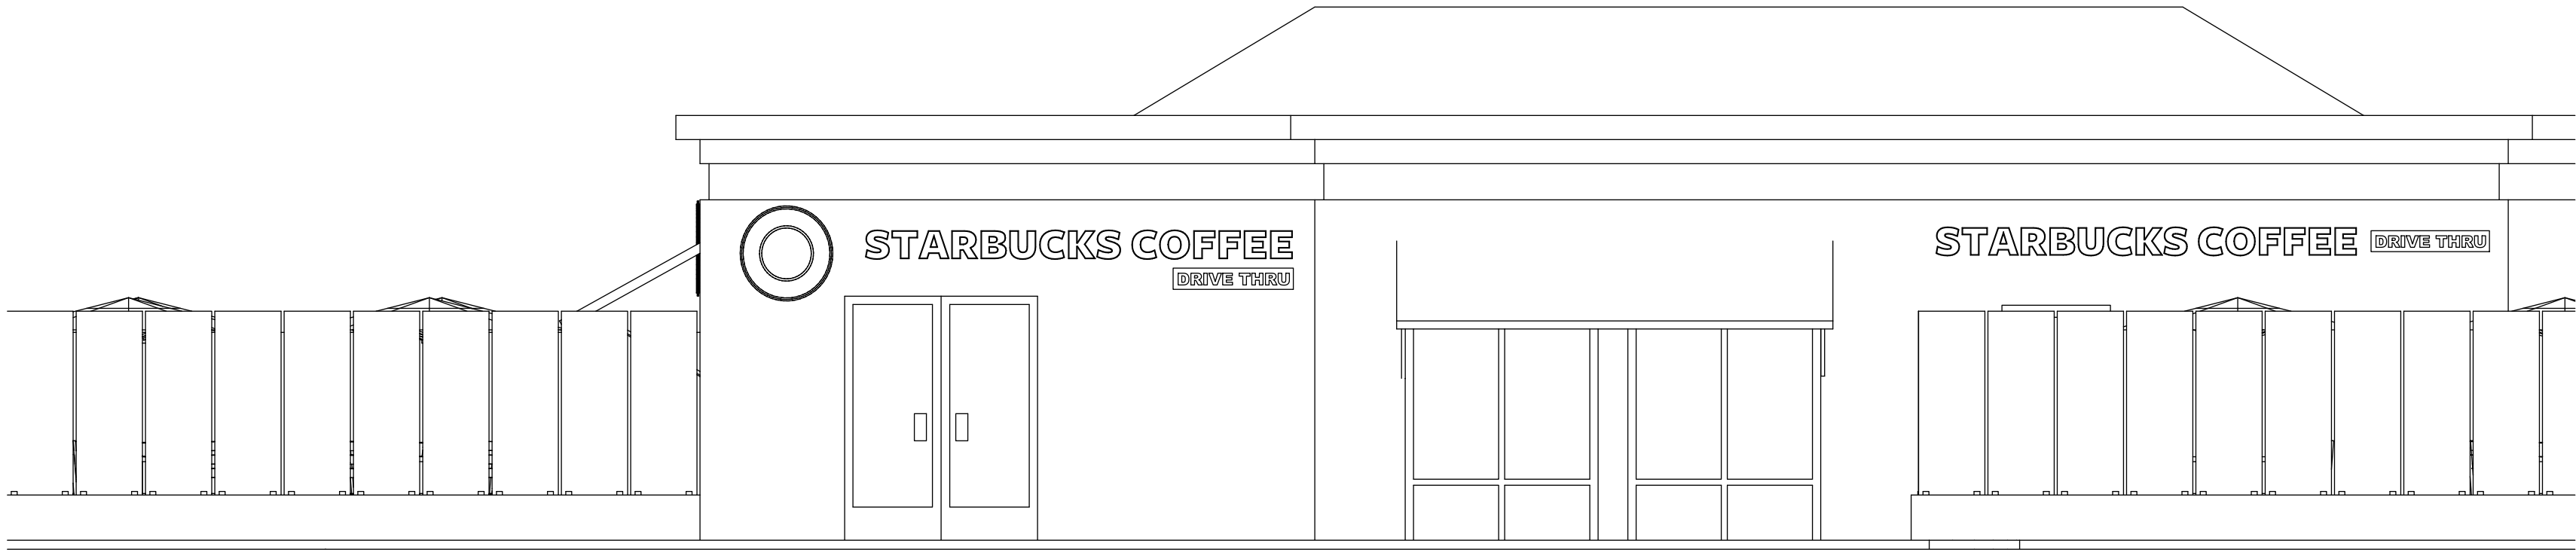 STARBUCKS COFFEE
DRIVE THRU
STARBUCKS COFFEE DRIVE THRU